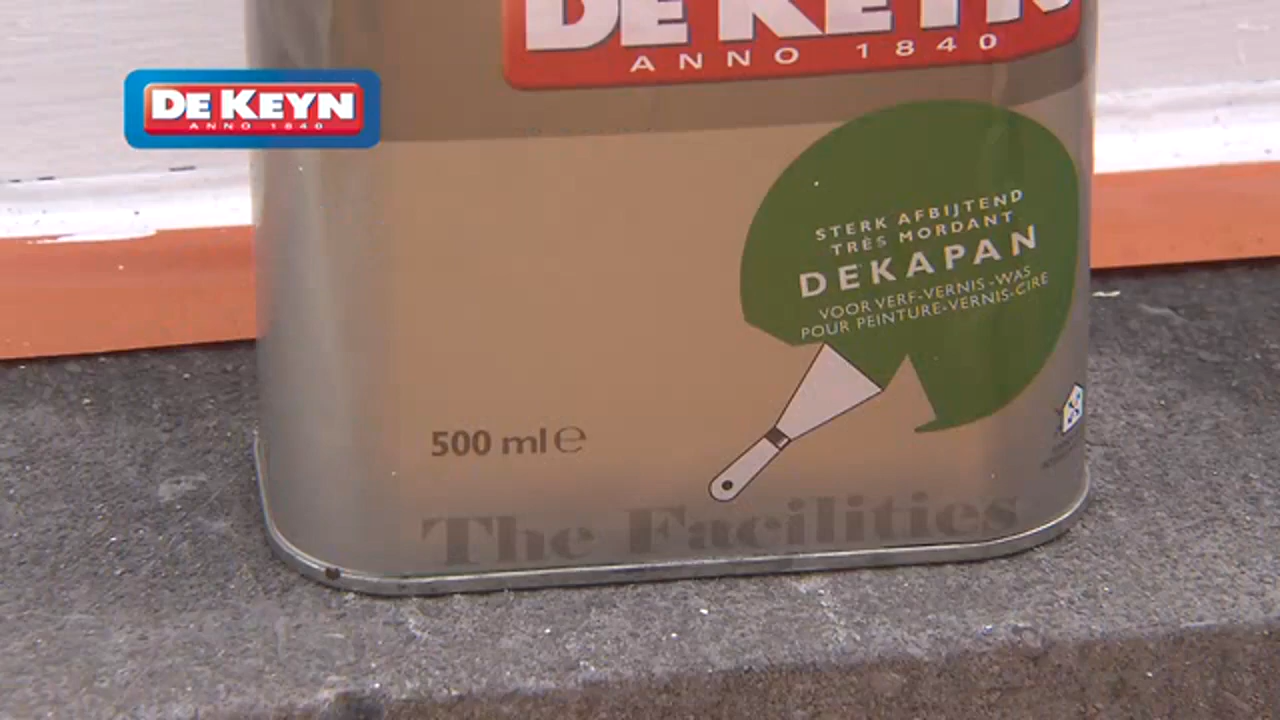 DE KEYN
ANNO 1840
DE KEYN
ANNO 1840
STERK AFBIJTEND
TRÈS MORDANT
DEKAPAN
VOOR VERF-VERNIS-WAS
POUR PEINTURE-VERNIS-CIRE
500 ml e
The Facilities